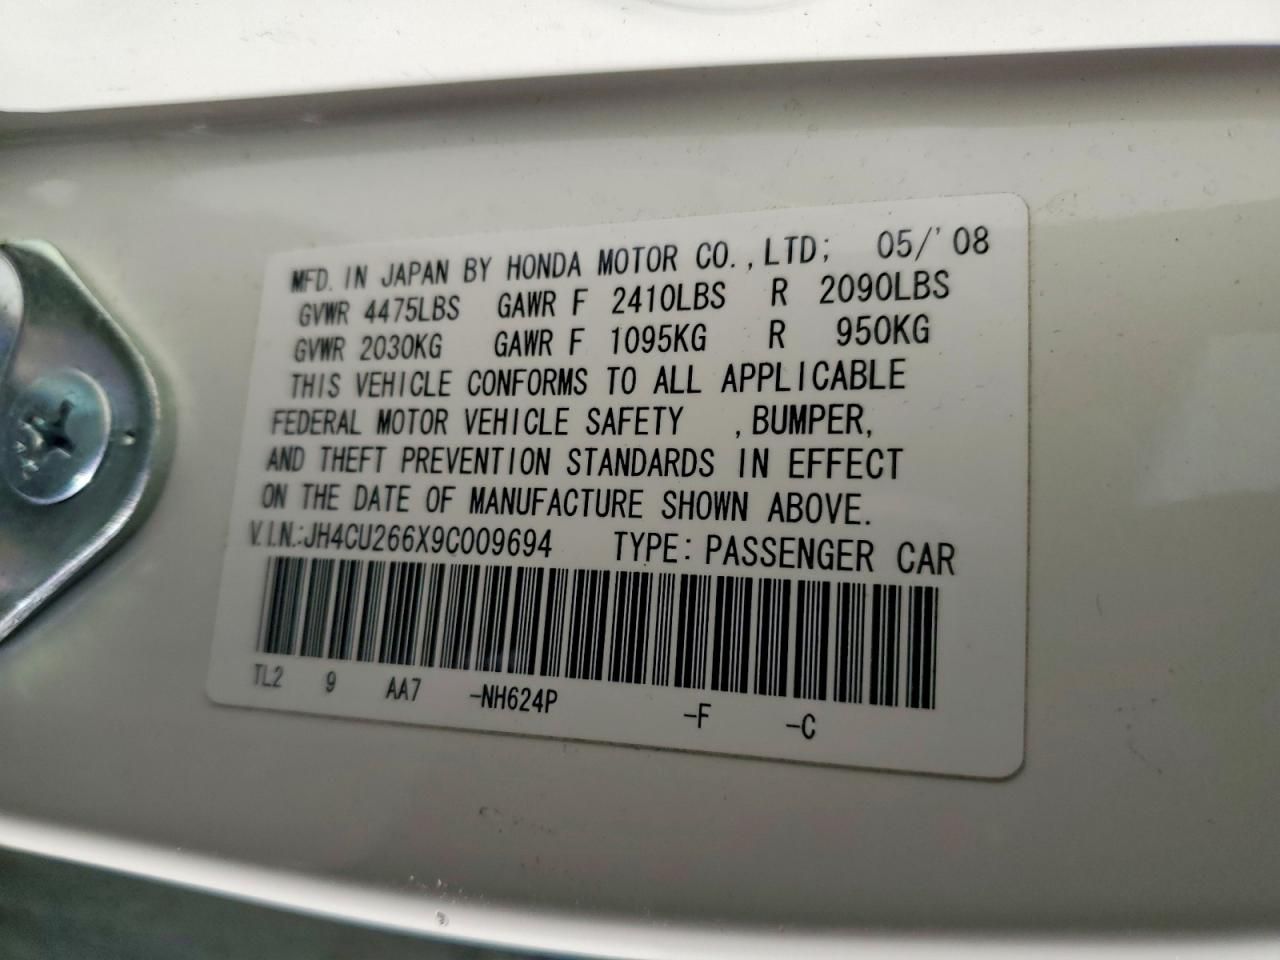 MFD. IN JAPAN BY HONDA MOTOR CO., LTD; 05/'08
GVWR 4475LBS GAWR F 2410LBS R 2090LBS
GVWR 2030KG GAWR F 1095KG R 950KG
THIS VEHICLE CONFORMS TO ALL APPLICABLE
FEDERAL MOTOR VEHICLE SAFETY , BUMPER,
AND THEFT PREVENTION STANDARDS IN EFFECT
ON THE DATE OF MANUFACTURE SHOWN ABOVE.
V.I.N.:JH4CU266X9C009694 TYPE: PASSENGER CAR
TL2 9 AA7 -NH624P -F -C